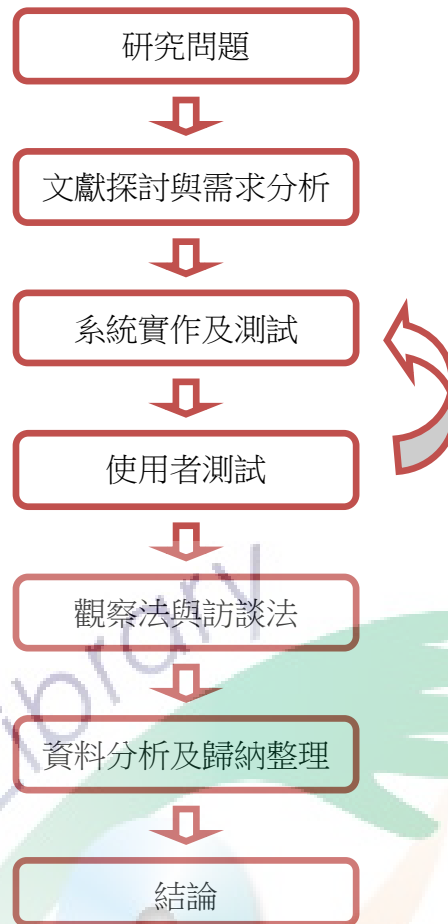 研究問題
文獻探討與需求分析
系統實作及測試
使用者測試
觀察法與訪談法
資料分析及歸納整理
結論
Library